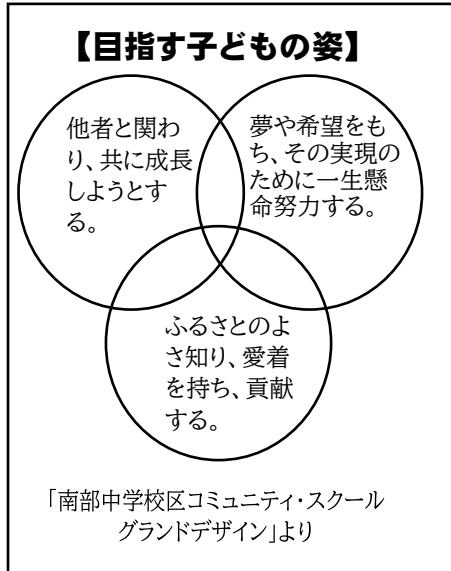 【目指す子どもの姿】
他者と関わ
り、共に成長
しようとす
る。
夢や希望をも
ち、その実現の
ために一生懸
命努力する。
ふるさとのよ
さ知り、愛着
を持ち、貢献
する。
「南部中学校区コミュニティ・スクール
グランドデザイン」より